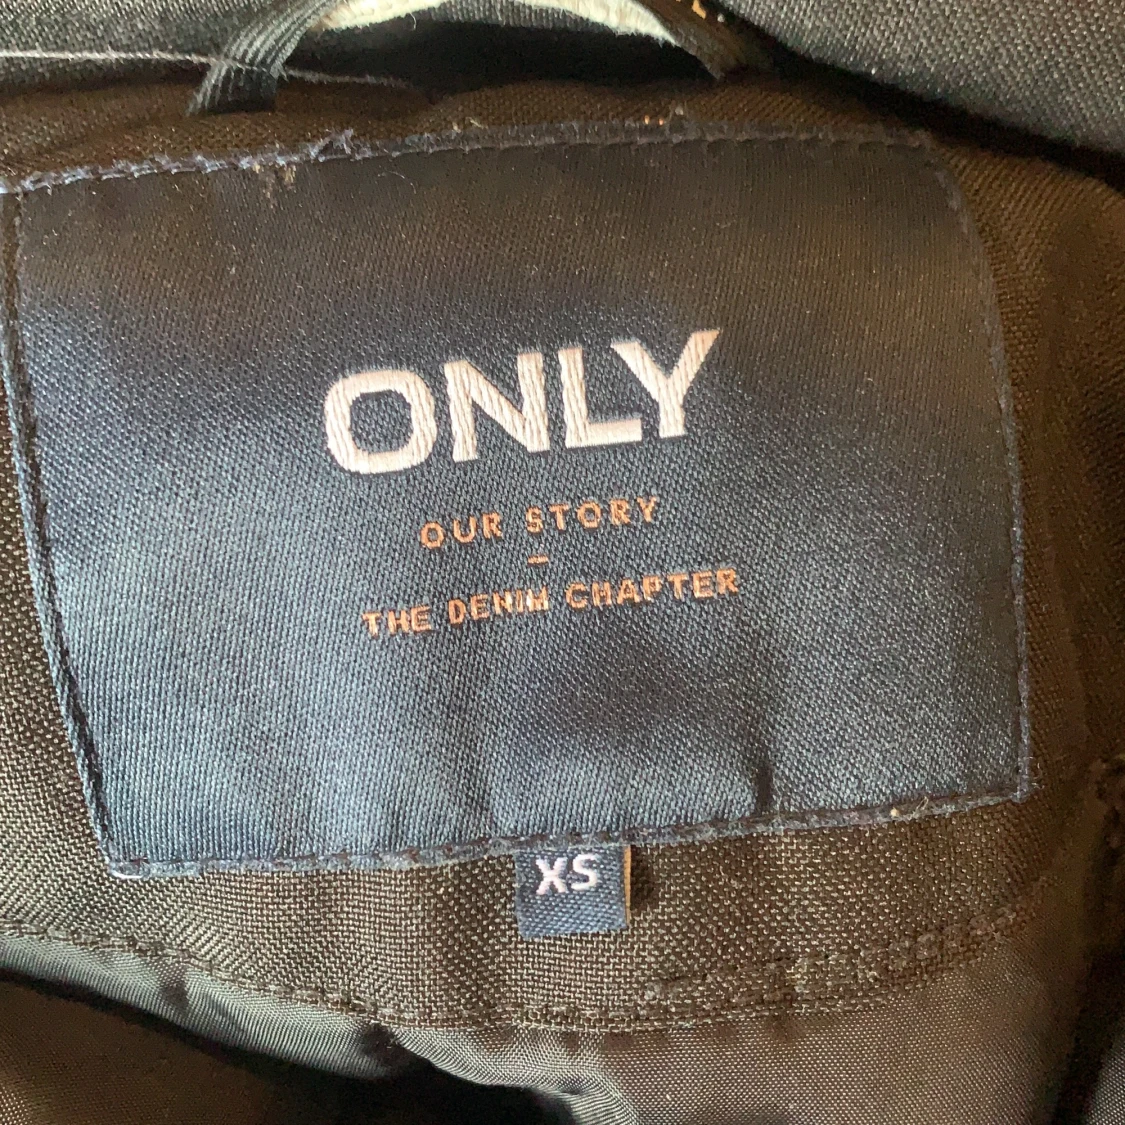 ONLY
OUR STORY
–
THE DENIM CHAPTER
XS